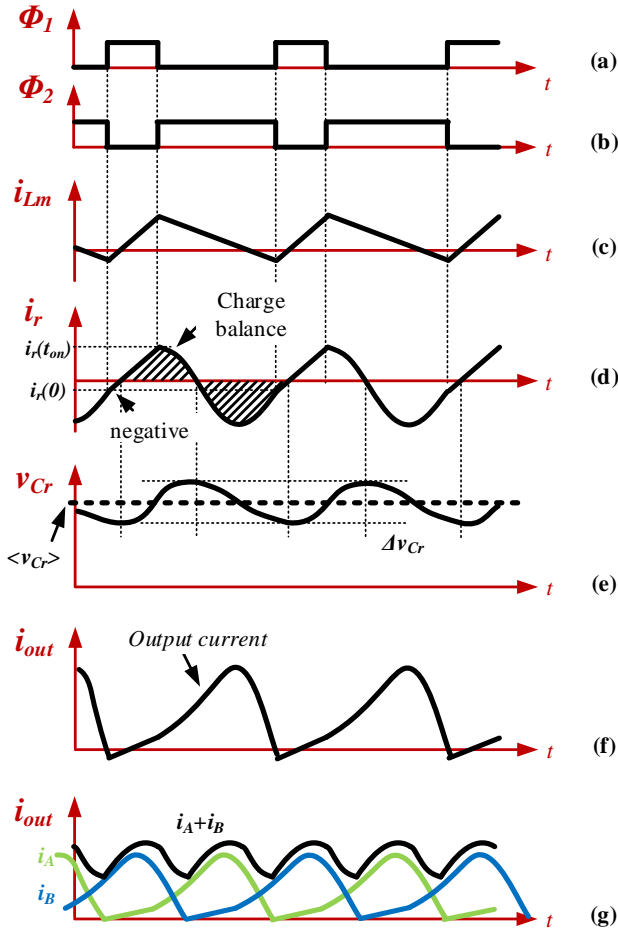 Φ1
t
(a)
Φ2
t
(b)
iLm
t
(c)
ir
Charge
balance
ir(ton)
ir(0)
t
(d)
negative
vCr
<vCr>
ΔvCr
t
(e)
iout
Output current
t
(f)
iout
iA+iB
iA
iB
t
(g)